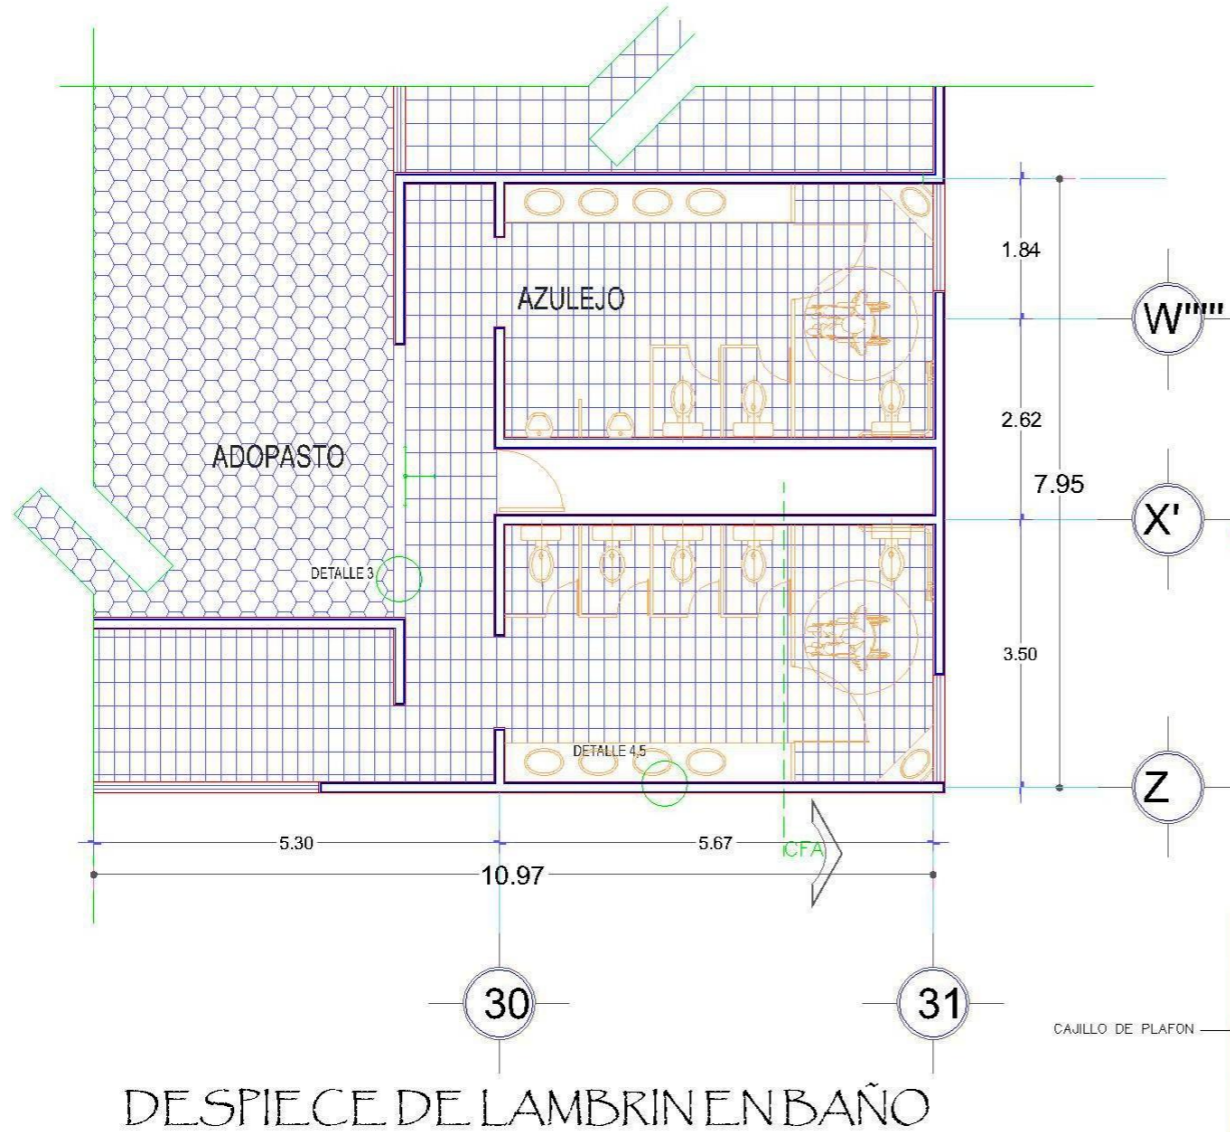 1.84
AZULEJO
W''''''
2.62
ADOPASTO
7.95
X'
DETALLE 3
3.50
DETALLE 4,5
Z
5.30
5.67
CFA
10.97
30
31
CAJILLO DE PLAFON
DESPIECE DE LAMBRIN EN BAÑO